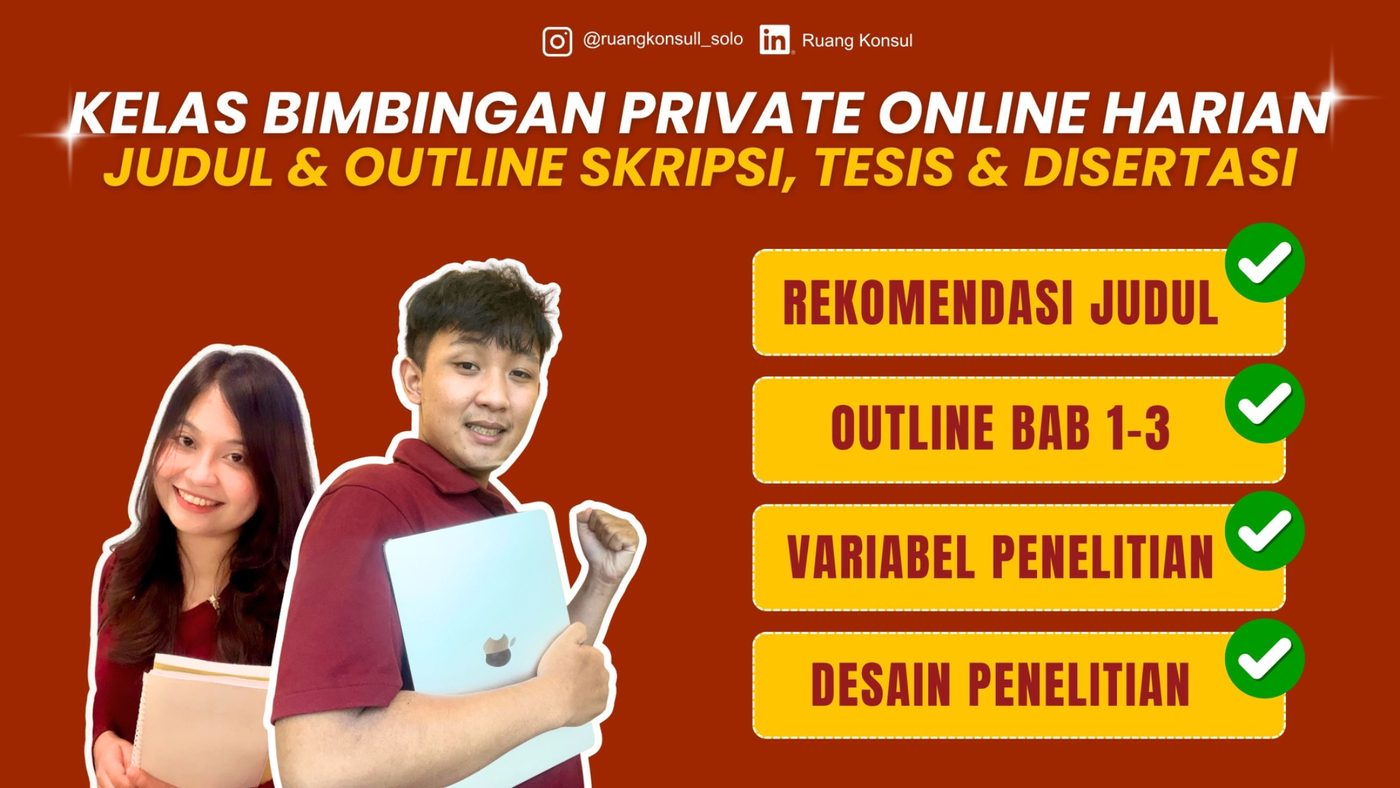 @ruangkonsull_solo
in Ruang Konsul
KELAS BIMBINGAN PRIVATE ONLINE HARIAN
JUDUL & OUTLINE SKRIPSI, TESIS & DISERTASI
REKOMENDASI JUDUL
OUTLINE BAB 1-3
VARIABEL PENELITIAN
DESAIN PENELITIAN